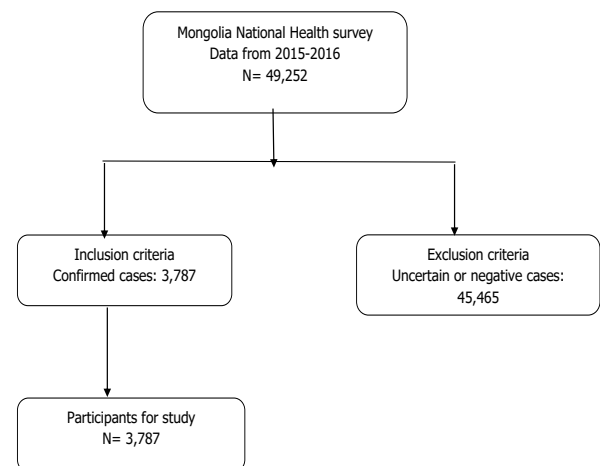 Mongolia National Health survey
Data from 2015-2016
N= 49,252
Inclusion criteria
Confirmed cases: 3,787
Exclusion criteria
Uncertain or negative cases:
45,465
Participants for study
N= 3,787